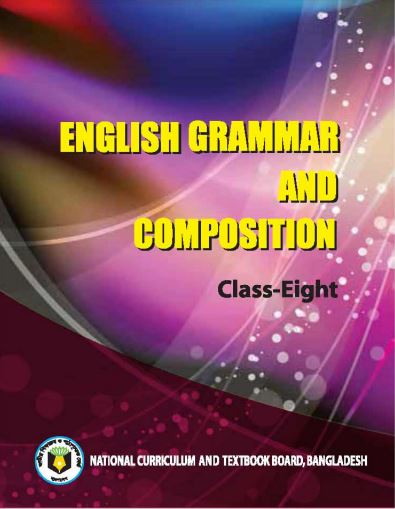 ENGLISH GRAMMAR
AND
COMPOSITION
Class-Eight
NATIONAL CURRICULUM AND TEXTBOOK BOARD, BANGLADESH